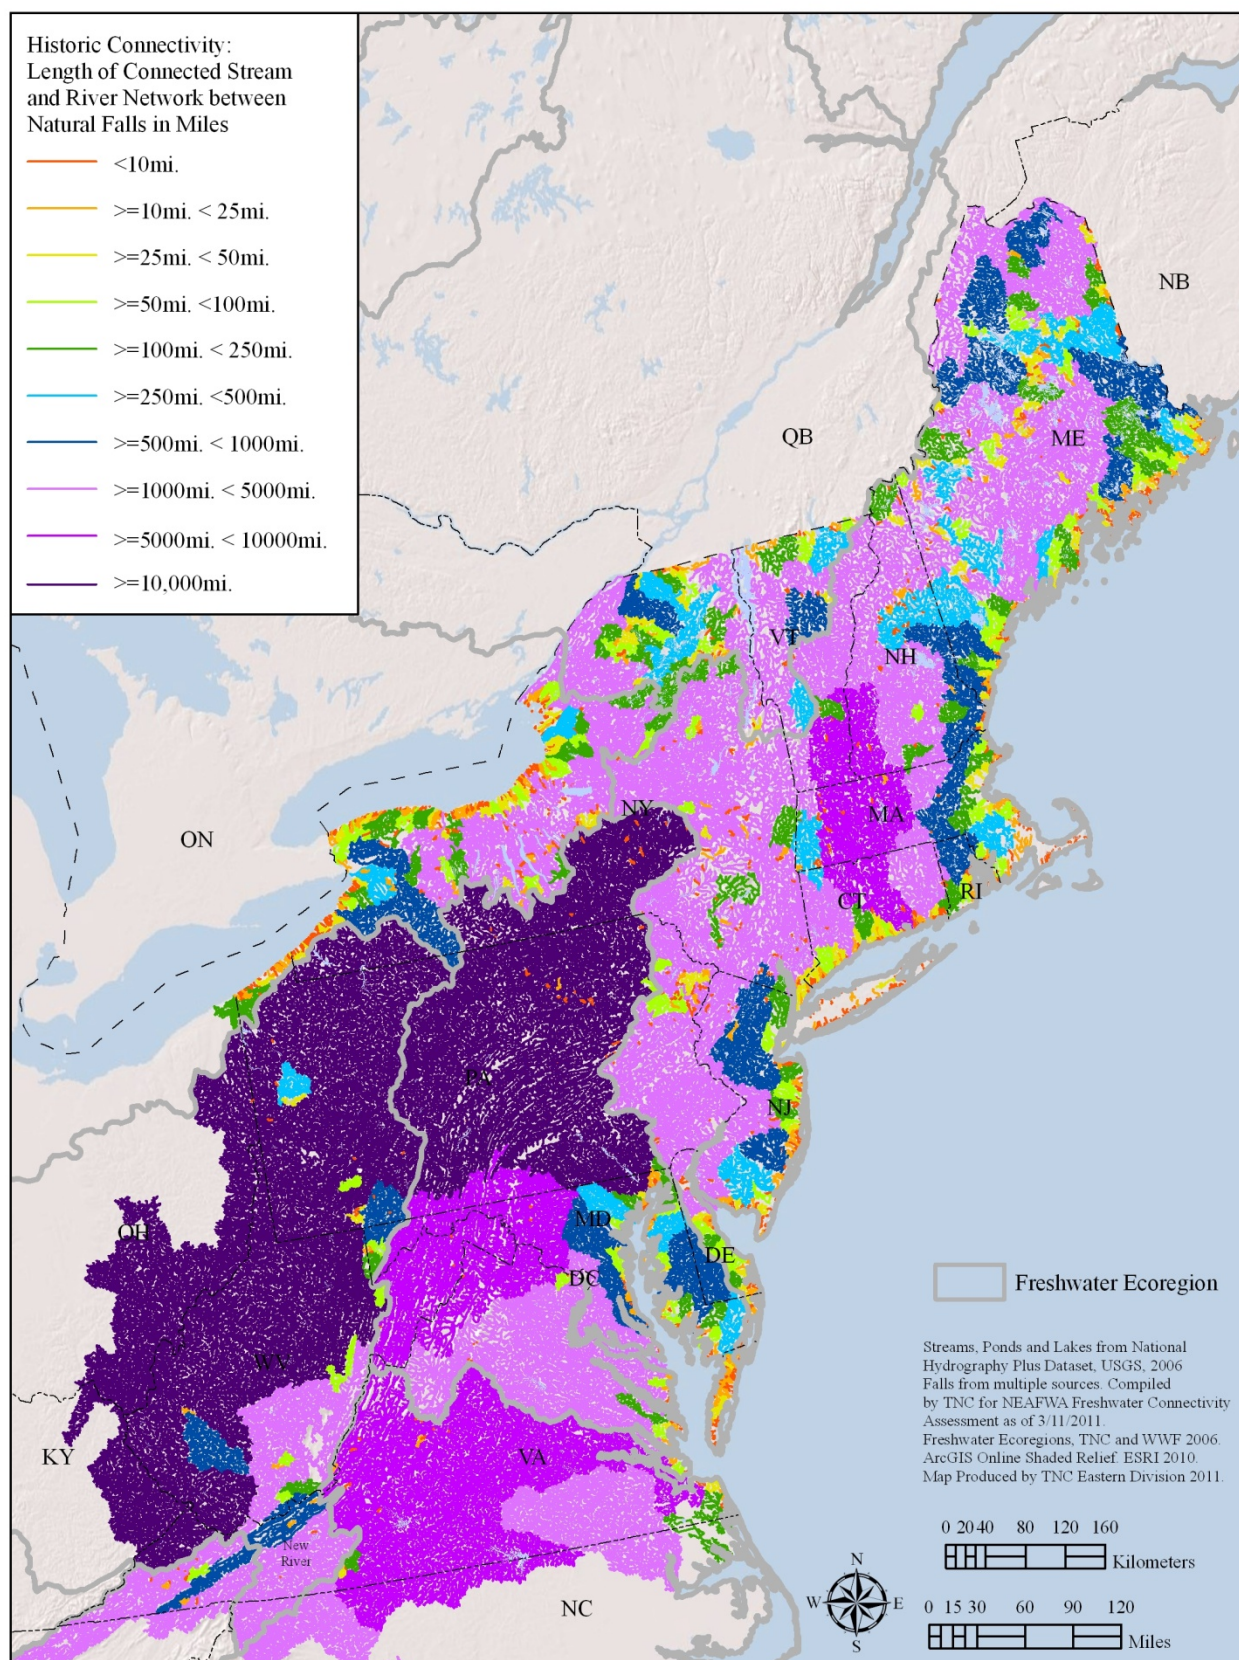 Historic Connectivity:
Length of Connected Stream
and River Network between
Natural Falls in Miles
<10mi.
>=10mi. < 25mi.
>=25mi. < 50mi.
>=50mi. <100mi.
>=100mi. < 250mi.
>=250mi. <500mi.
>=500mi. < 1000mi.
>=1000mi. < 5000mi.
>=5000mi. < 10000mi.
>=10,000mi.
NB
QB
ME
VT
NH
NY
MA
ON
CT
RI
PA
NJ
OH
MD
DE
DC
WV
KY
VA
New
River
NC
Freshwater Ecoregion
Streams, Ponds and Lakes from National
Hydrography Plus Dataset, USGS, 2006
Falls from multiple sources. Compiled
by TNC for NEAFWA Freshwater Connectivity
Assessment as of 3/11/2011.
Freshwater Ecoregions, TNC and WWF 2006.
ArcGIS Online Shaded Relief. ESRI 2010.
Map Produced by TNC Eastern Division 2011.
0 20 40 80 120 160
Kilometers
N
W E
S
0 15 30 60 90 120
Miles